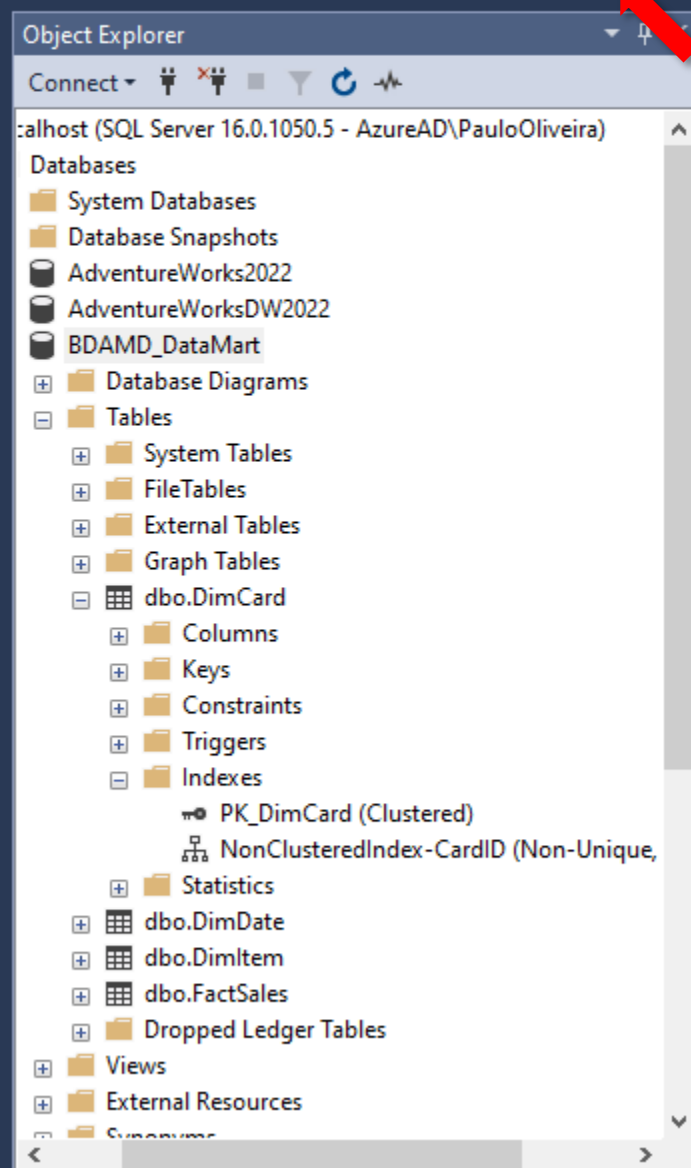 Object Explorer
Connect
:alhost (SQL Server 16.0.1050.5 - AzureAD\PauloOliveira)
Databases
System Databases
Database Snapshots
AdventureWorks2022
AdventureWorksDW2022
BDAMD_DataMart
Database Diagrams
Tables
System Tables
FileTables
External Tables
Graph Tables
dbo.DimCard
Columns
Keys
Constraints
Triggers
Indexes
PK_DimCard (Clustered)
NonClusteredIndex-CardID (Non-Unique,
Statistics
dbo.DimDate
dbo.DimItem
dbo.FactSales
Dropped Ledger Tables
Views
External Resources
Synonyms